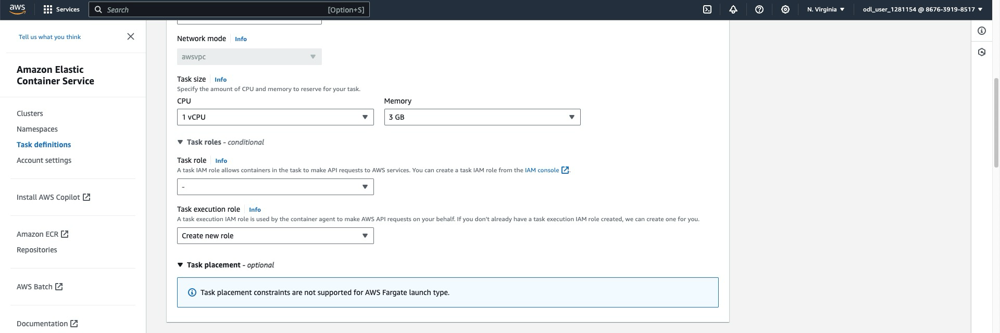 aws
Services
Search
[Option+S]
N. Virginia
odl_user_1281154 @ 8676-3919-8517
Tell us what you think
Amazon Elastic
Container Service
Clusters
Namespaces
Task definitions
Account settings
Install AWS Copilot
Amazon ECR
Repositories
AWS Batch
Documentation
Network mode Info
awsvpc
Task size Info
Specify the amount of CPU and memory to reserve for your task.
CPU Memory
1 vCPU 3 GB
Task roles - conditional
Task role Info
A task IAM role allows containers in the task to make API requests to AWS services. You can create a task IAM role from the IAM console.
-
Task execution role Info
A task execution IAM role is used by the container agent to make AWS API requests on your behalf. If you don't already have a task execution IAM role created, we can create one for you.
Create new role
Task placement - optional
Task placement constraints are not supported for AWS Fargate launch type.